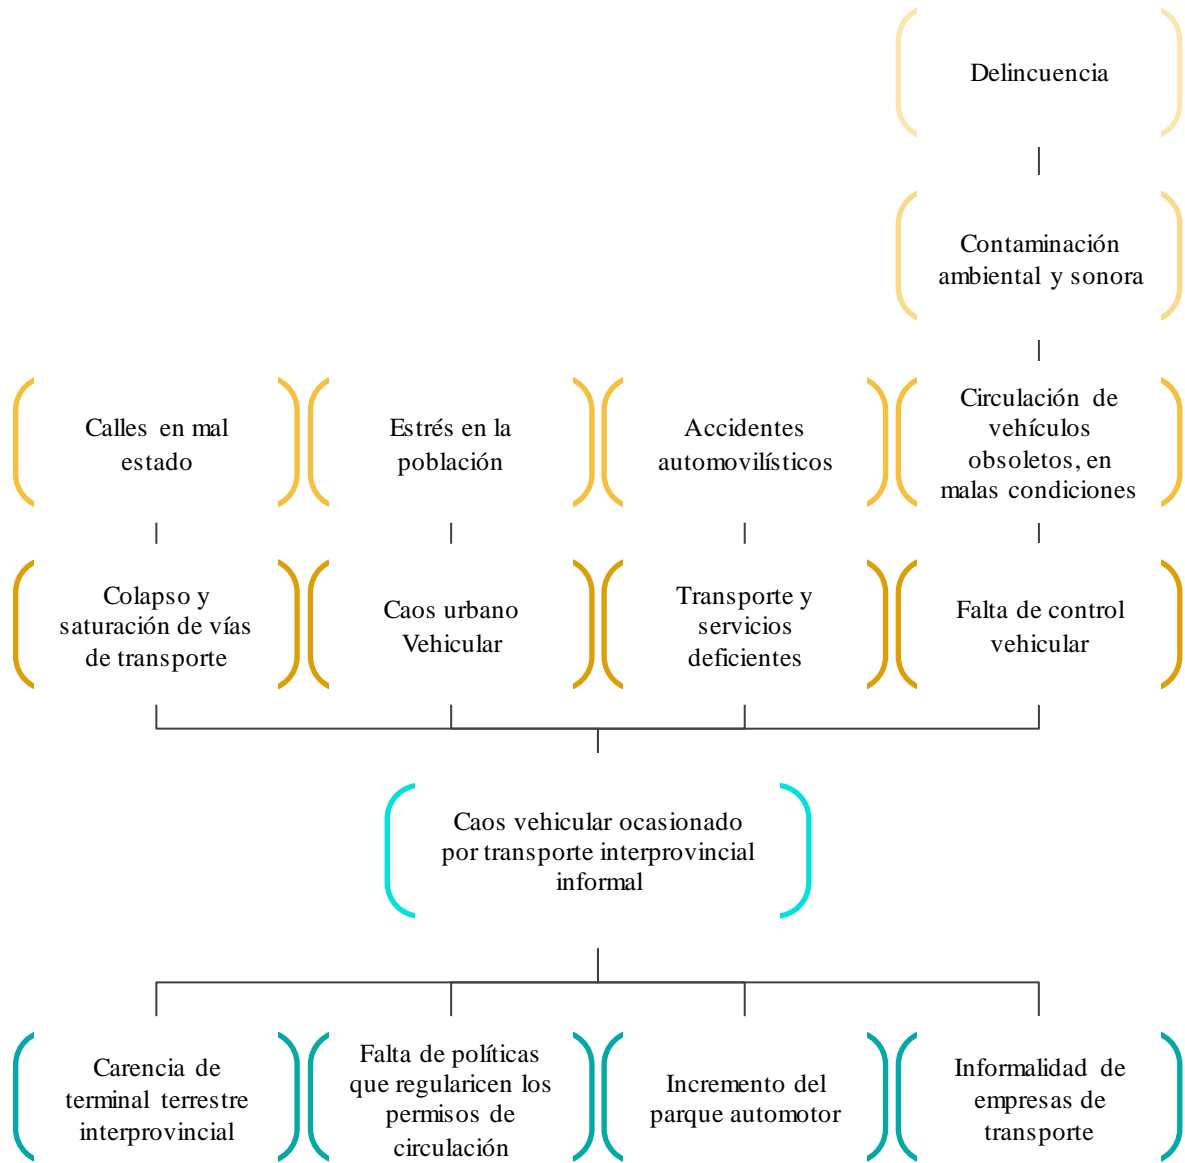 Delincuencia
Contaminación
ambiental y sonora
Calles en mal
estado
Estrés en la
población
Accidentes
automovilísticos
Circulación de
vehículos
obsoletos, en
malas condiciones
Colapso y
saturación de vías
de transporte
Caos urbano
Vehicular
Transporte y
servicios
deficientes
Falta de control
vehicular
Caos vehicular ocasionado
por transporte interprovincial
informal
Carencia de
terminal terrestre
interprovincial
Falta de políticas
que regularicen los
permisos de
circulación
Incremento del
parque automotor
Informalidad de
empresas de
transporte